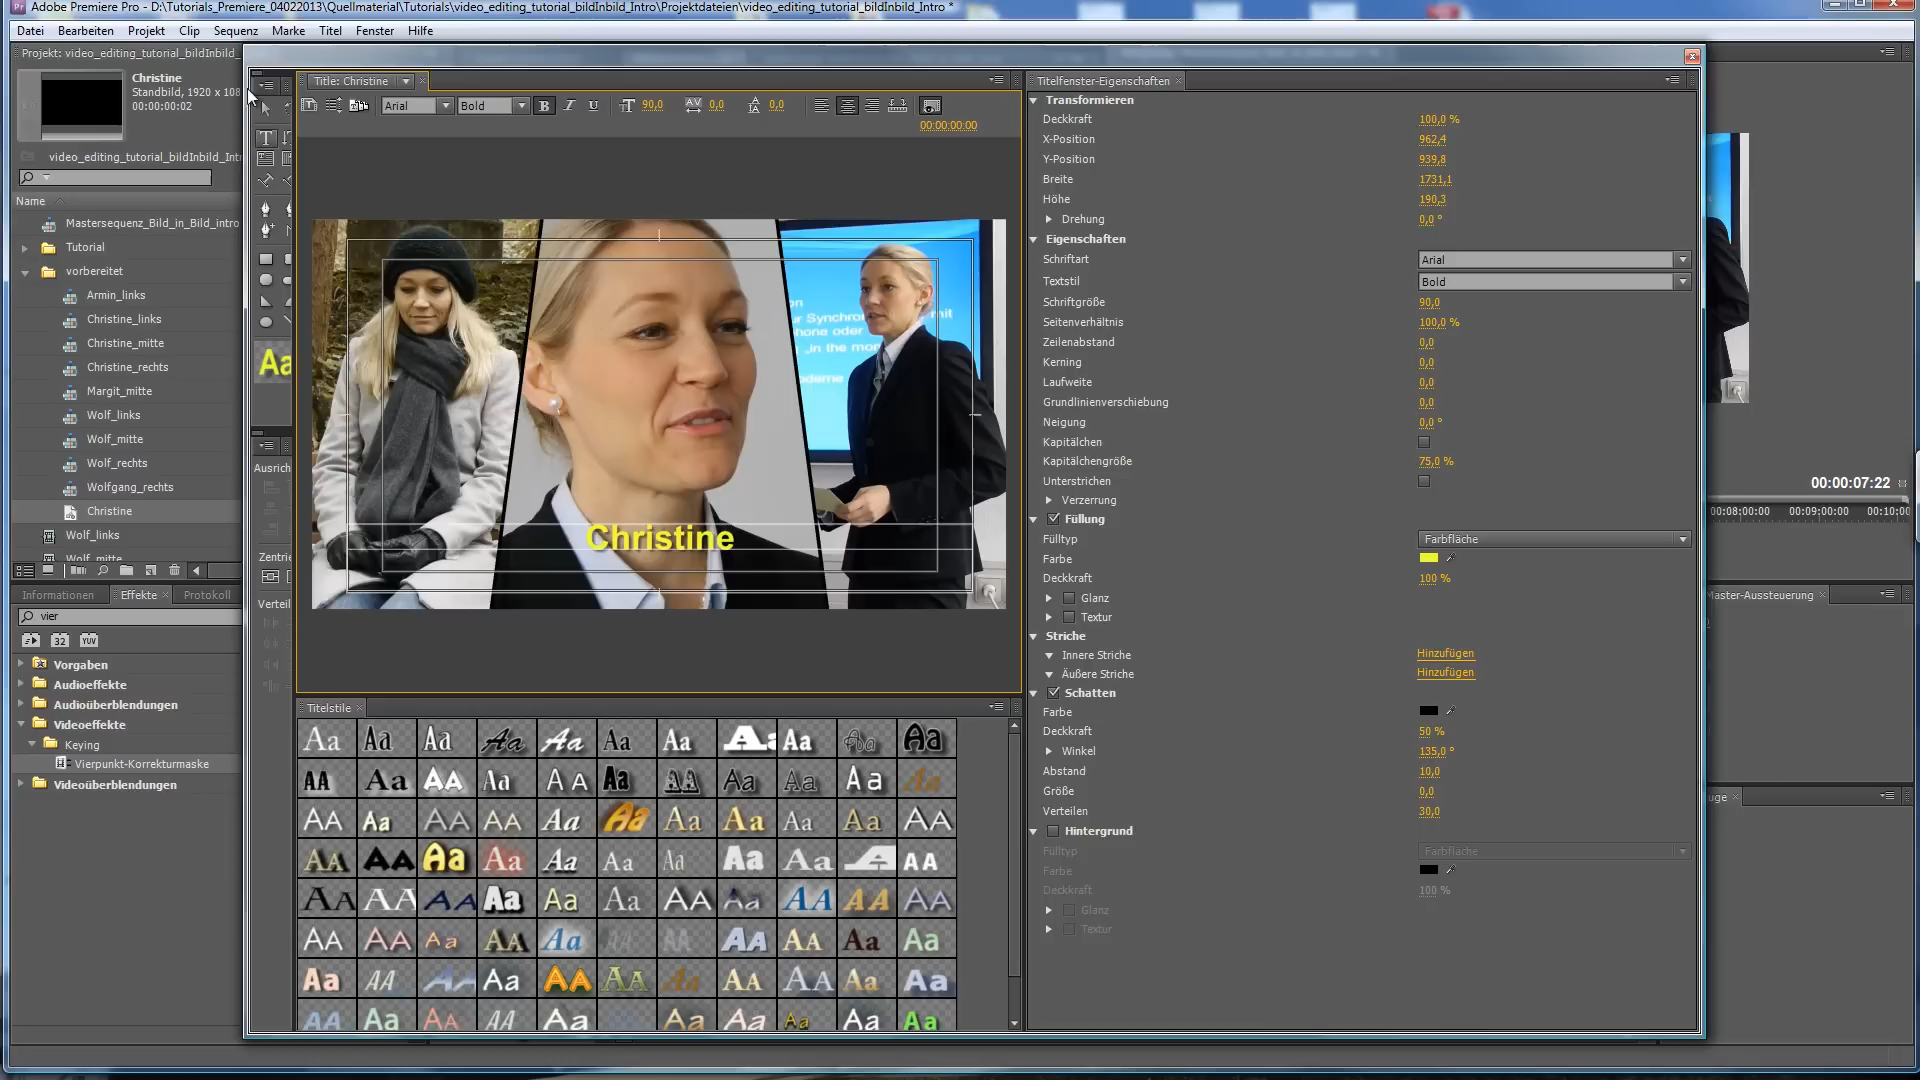 Adobe Premiere Pro - D:\Tutorials_Premiere_04022013\Quellmaterial\Tutorials\video_editing_tutorial_bildInbild_Intro\Projektdateien\video_editing_tutorial_bildInbild_Intro *
Datei Bearbeiten Projekt Clip Sequenz Marke Titel Fenster Hilfe
Projekt: video_editing_tutorial_bildInbild_
Christine
Standbild, 1920 x 108
00:00:00:02
video_editing_tutorial_bildInbild_Intr
Name
Mastersequenz_Bild_in_Bild_intro
Tutorial
vorbereitet
Armin_links
Christine_links
Christine_mitte
Christine_rechts
Margit_mitte
Wolf_links
Wolf_mitte
Wolf_rechts
Wolfgang_rechts
Christine
Wolf_links
Wolf_mitte
Informationen Effekte Protokoll
vier
32 YUV
Vorgaben
Audioeffekte
Audioüberblendungen
Videoeffekte
Keying
Vierpunkt-Korrekturmaske
Videoüberblendungen
Aa
Ausrich
Zentrie
Verteil
Title: Christine
Arial Bold 90,0 0,0 0,0
00:00:00:00
Christine
Titelstile
Titelfenster-Eigenschaften
Transformieren
Deckkraft 100,0 %
X-Position 962,4
Y-Position 939,8
Breite 1731,1
Höhe 190,3
Drehung 0,0 °
Eigenschaften
Schriftart Arial
Textstil Bold
Schriftgröße 90,0
Seitenverhältnis 100,0 %
Zeilenabstand 0,0
Kerning 0,0
Laufweite 0,0
Grundlinienverschiebung 0,0
Neigung 0,0 °
Kapitälchen
Kapitälchengröße 75,0 %
Unterstrichen
Verzerrung
Füllung
Fülltyp Farbfläche
Farbe
Deckkraft 100 %
Glanz
Textur
Striche
Innere Striche Hinzufügen
Äußere Striche Hinzufügen
Schatten
Farbe
Deckkraft 50 %
Winkel 135,0 °
Abstand 10,0
Größe 0,0
Verteilen 30,0
Hintergrund
Fülltyp Farbfläche
Farbe
Deckkraft 100 %
Glanz
Textur
00:00:07:22
00:08:00:00 00:09:00:00 00:10:0
Master-Aussteuerung
uge